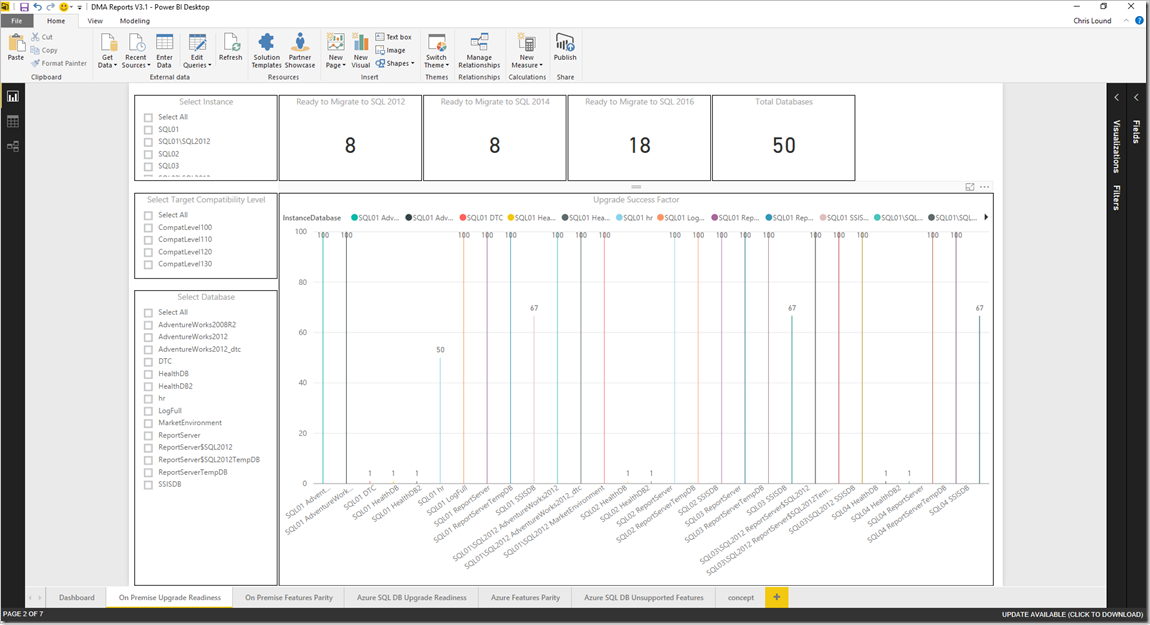 DMA Reports V3.1 - Power BI Desktop
File Home View Modeling Chris Lound
Cut
Copy
Format Painter
Paste
Clipboard
Get Data
Recent Sources
Enter Data
Edit Queries
Refresh
External data
Solution Templates
Partner Showcase
Resources
New Page
New Visual
Text box
Image
Shapes
Insert
Switch Theme
Themes
Manage Relationships
Relationships
New Measure
Calculations
Publish
Share
Select Instance
Select All
SQL01
SQL01\SQL2012
SQL02
SQL03
Ready to Migrate to SQL 2012
8
Ready to Migrate to SQL 2014
8
Ready to Migrate to SQL 2016
18
Total Databases
50
Visualizations
Filters
Fields
Select Target Compatibility Level
Select All
CompatLevel100
CompatLevel110
CompatLevel120
CompatLevel130
Select Database
Select All
AdventureWorks2008R2
AdventureWorks2012
AdventureWorks2012_dtc
DTC
HealthDB
HealthDB2
hr
LogFull
MarketEnvironment
ReportServer
ReportServer$SQL2012
ReportServer$SQL2012TempDB
ReportServerTempDB
SSISDB
Upgrade Success Factor
InstanceDatabase SQL01 Adv... SQL01 Adv... SQL01 DTC SQL01 Hea... SQL01 Hea... SQL01 hr SQL01 Log... SQL01 Rep... SQL01 Rep... SQL01 SSIS... SQL01\SQL... SQL01\SQL...
100
80
60
40
20
0
100 100 1 1 1 50 100 100 100 67 100 100 100 1 1 100 100 100 100 100 67 100 100 100 1 1 100 100 67
SQL01 Advent...
SQL01 AdventureWork...
SQL01 DTC
SQL01 HealthDB
SQL01 HealthDB2
SQL01 hr
SQL01 LogFull
SQL01 ReportServer
SQL01 ReportServerTempDB
SQL01 SSISDB
SQL01\SQL2012 AdventureWorks2012
SQL01\SQL2012 AdventureWorks2012_dtc
SQL01\SQL2012 MarketEnvironment
SQL02 HealthDB
SQL02 HealthDB2
SQL02 ReportServer
SQL02 ReportServerTempDB
SQL02 SSISDB
SQL03 ReportServer
SQL03 ReportServerTempDB
SQL03 SSISDB
SQL03\SQL2012 ReportServer$SQL2012
SQL03\SQL2012 ReportServer$SQL2012Tem...
SQL03\SQL2012 SSISDB
SQL04 HealthDB
SQL04 HealthDB2
SQL04 ReportServer
SQL04 ReportServerTempDB
SQL04 SSISDB
Dashboard On Premise Upgrade Readiness On Premise Features Parity Azure SQL DB Upgrade Readiness Azure Features Parity Azure SQL DB Unsupported Features concept +
PAGE 2 OF 7 UPDATE AVAILABLE (CLICK TO DOWNLOAD)